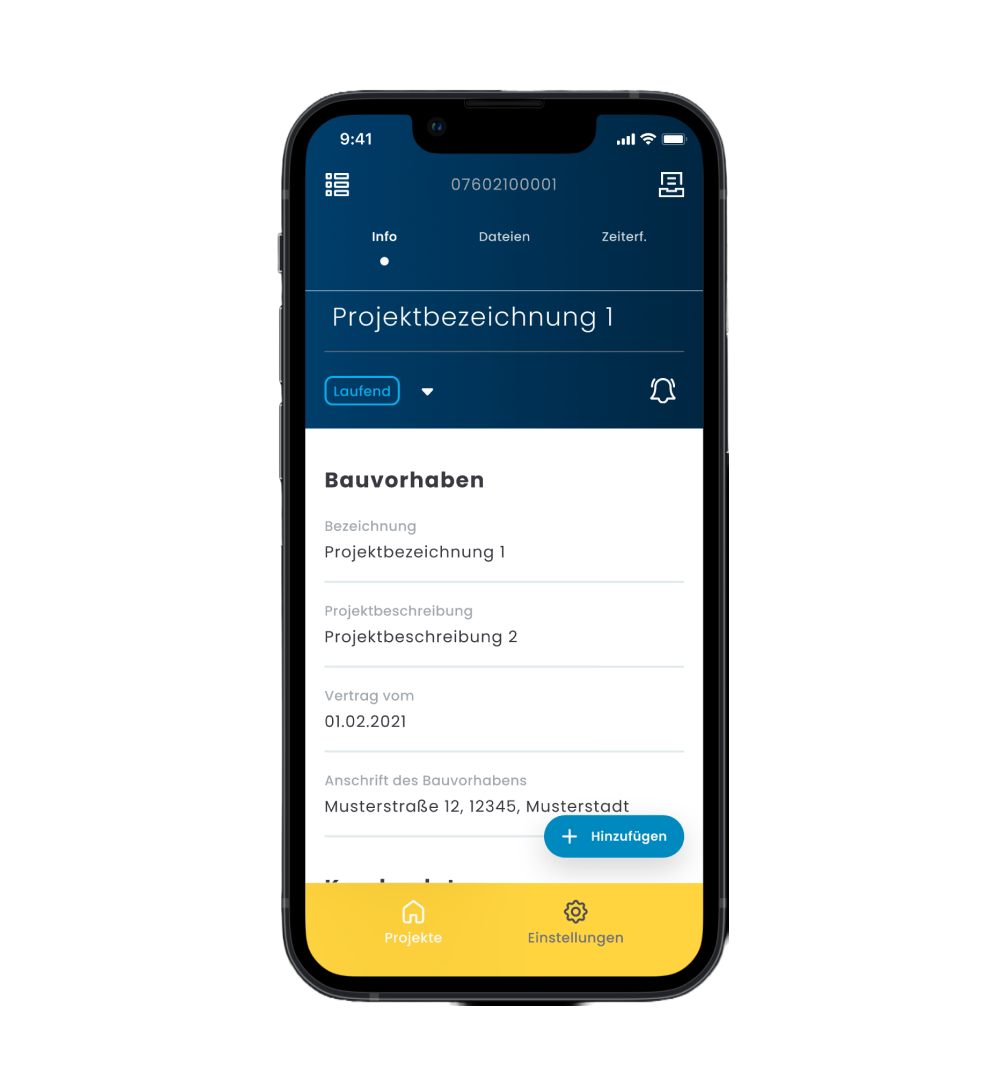 9:41
07602100001
Info Dateien Zeiterf.
Projektbezeichnung 1
Laufend
Bauvorhaben
Bezeichnung
Projektbezeichnung 1
Projektbeschreibung
Projektbeschreibung 2
Vertrag vom
01.02.2021
Anschrift des Bauvorhabens
Musterstraße 12, 12345, Musterstadt
Hinzufügen
Projekte Einstellungen